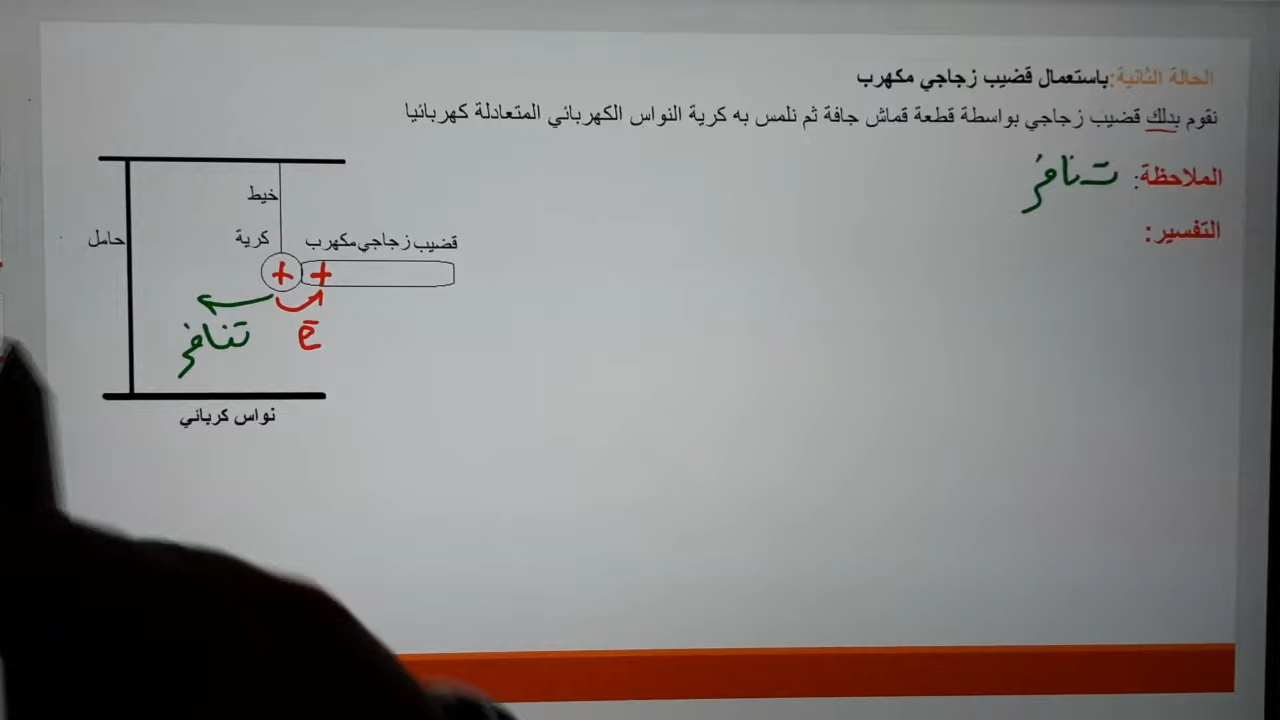 الحالة الثانية:باستعمال قضيب زجاجي مكهرب
نقوم بدلك قضيب زجاجي بواسطة قطعة قماش جافة ثم نلمس به كرية النواس الكهربائي المتعادلة كهربائيا
الملاحظة: تنافر
التفسير:
خيط
حامل
كرية
قضيب زجاجي مكهرب
+ +
تنافر
e-
نواس كربائي